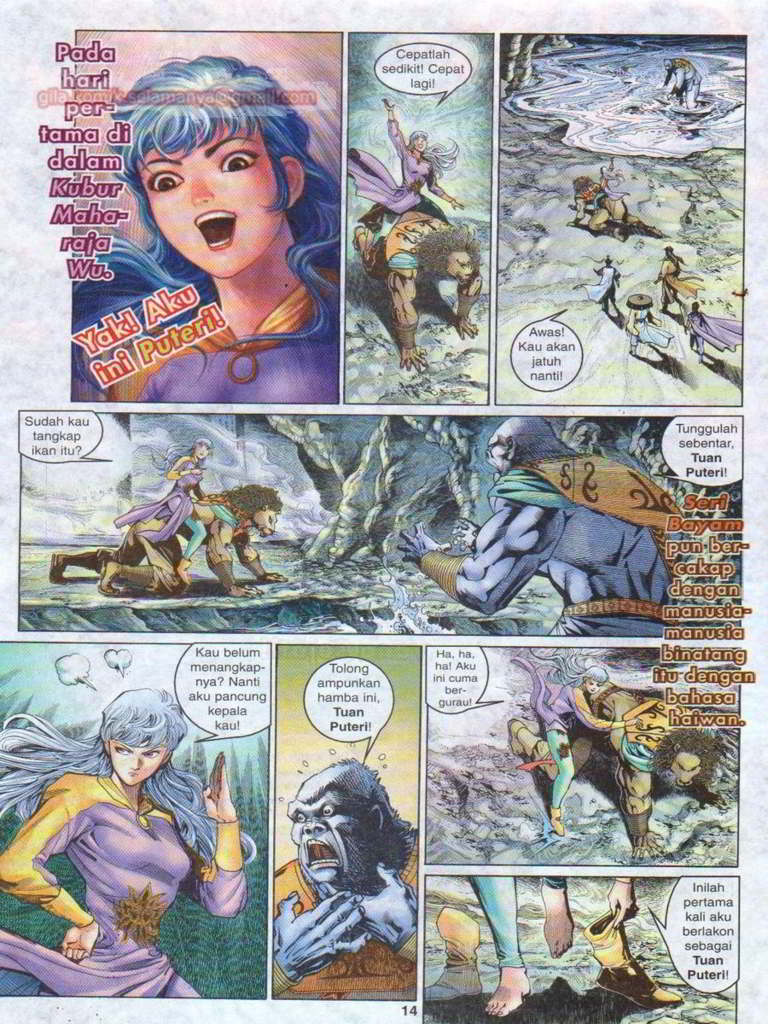 Pada
hari
per-
tama di
dalam
Kubur
Maha-
raja
Wu.
Yak! Aku
ini Puteri!
Cepatlah
sedikit! Cepat
lagi!
Awas!
Kau akan
jatuh
nanti!
Sudah kau
tangkap
ikan itu?
Tunggulah
sebentar,
Tuan
Puteri!
Seri
Bayam
pun ber-
cakap
dengan
manusia-
manusia
binatang
itu dengan
bahasa
haiwan.
Kau belum
menangkap-
nya? Nanti
aku pancung
kepala
kau!
Tolong
ampunkan
hamba ini,
Tuan
Puteri!
Ha, ha,
ha! Aku
ini cuma
ber-
gurau!
Inilah
pertama
kali aku
berlakon
sebagai
Tuan
Puteri!
14